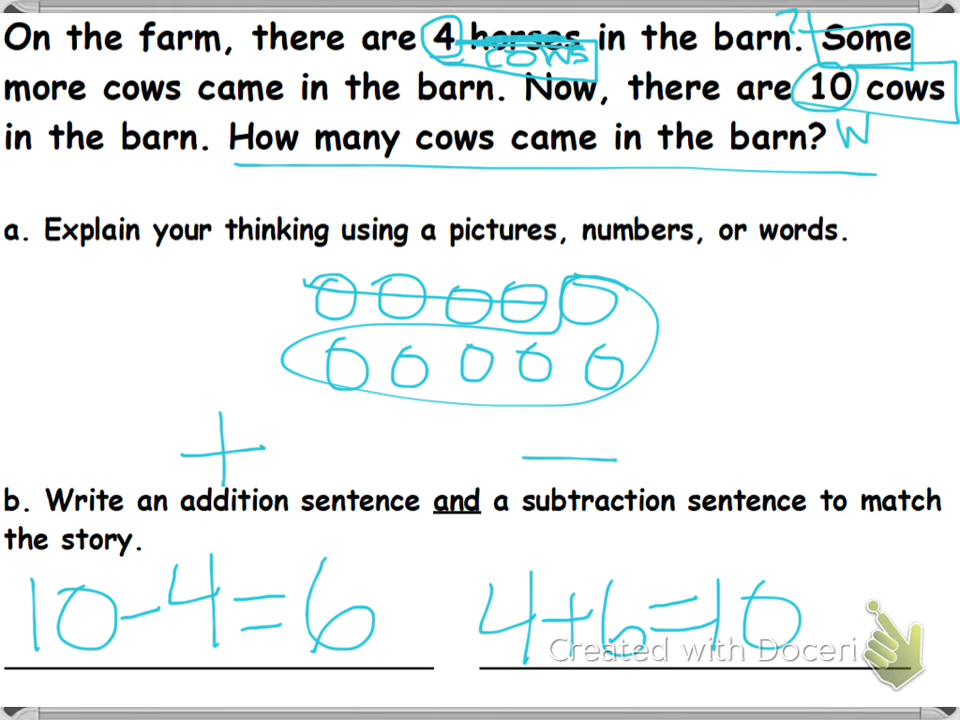 On the farm, there are 4 horses in the barn. Some
cows
?
more cows came in the barn. Now, there are 10 cows
in the barn. How many cows came in the barn? W
a. Explain your thinking using a pictures, numbers, or words.
+ −
b. Write an addition sentence and a subtraction sentence to match
the story.
10-4=6 4+6=10
Created with Doceri